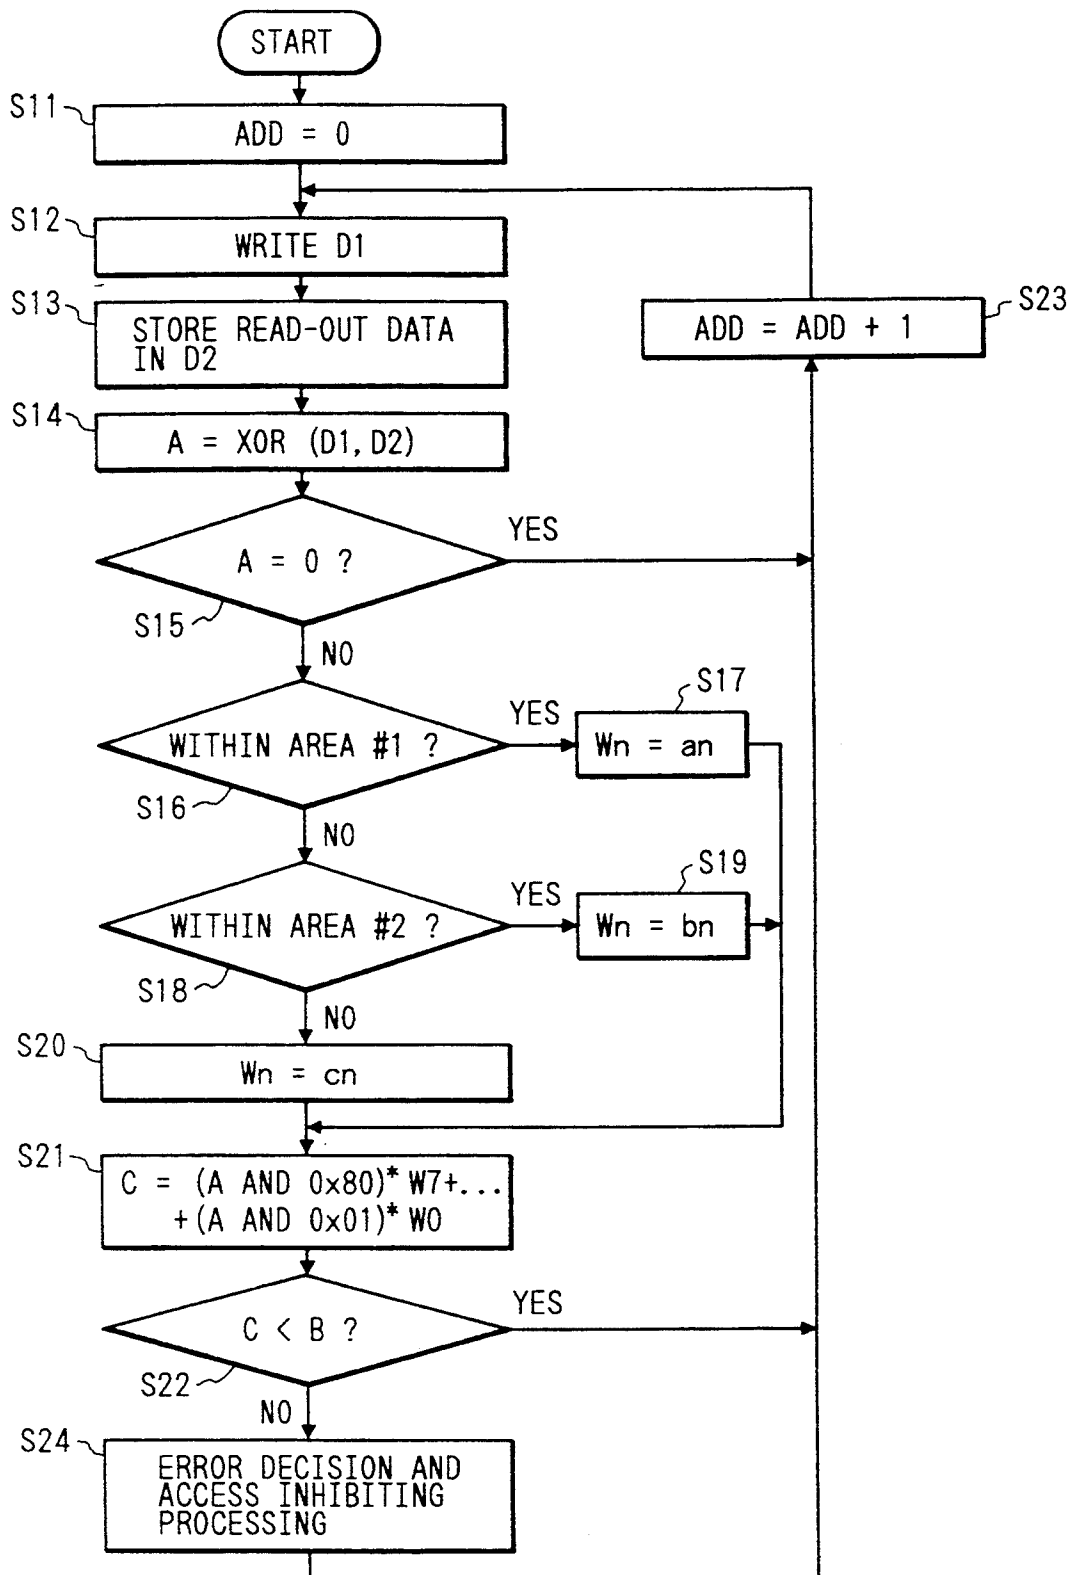 START
S11
ADD = 0
S12
WRITE D1
S13
STORE READ-OUT DATA
IN D2
S23
ADD = ADD + 1
S14
A = XOR (D1,D2)
YES
A = 0 ?
S15
NO
S17
YES
WITHIN AREA #1 ?
Wn = an
S16
NO
S19
YES
WITHIN AREA #2 ?
Wn = bn
S18
NO
S20
Wn = cn
S21
C = (A AND 0x80)* W7+...
+(A AND 0x01)* W0
YES
C < B ?
S22
NO
S24
ERROR DECISION AND
ACCESS INHIBITING
PROCESSING